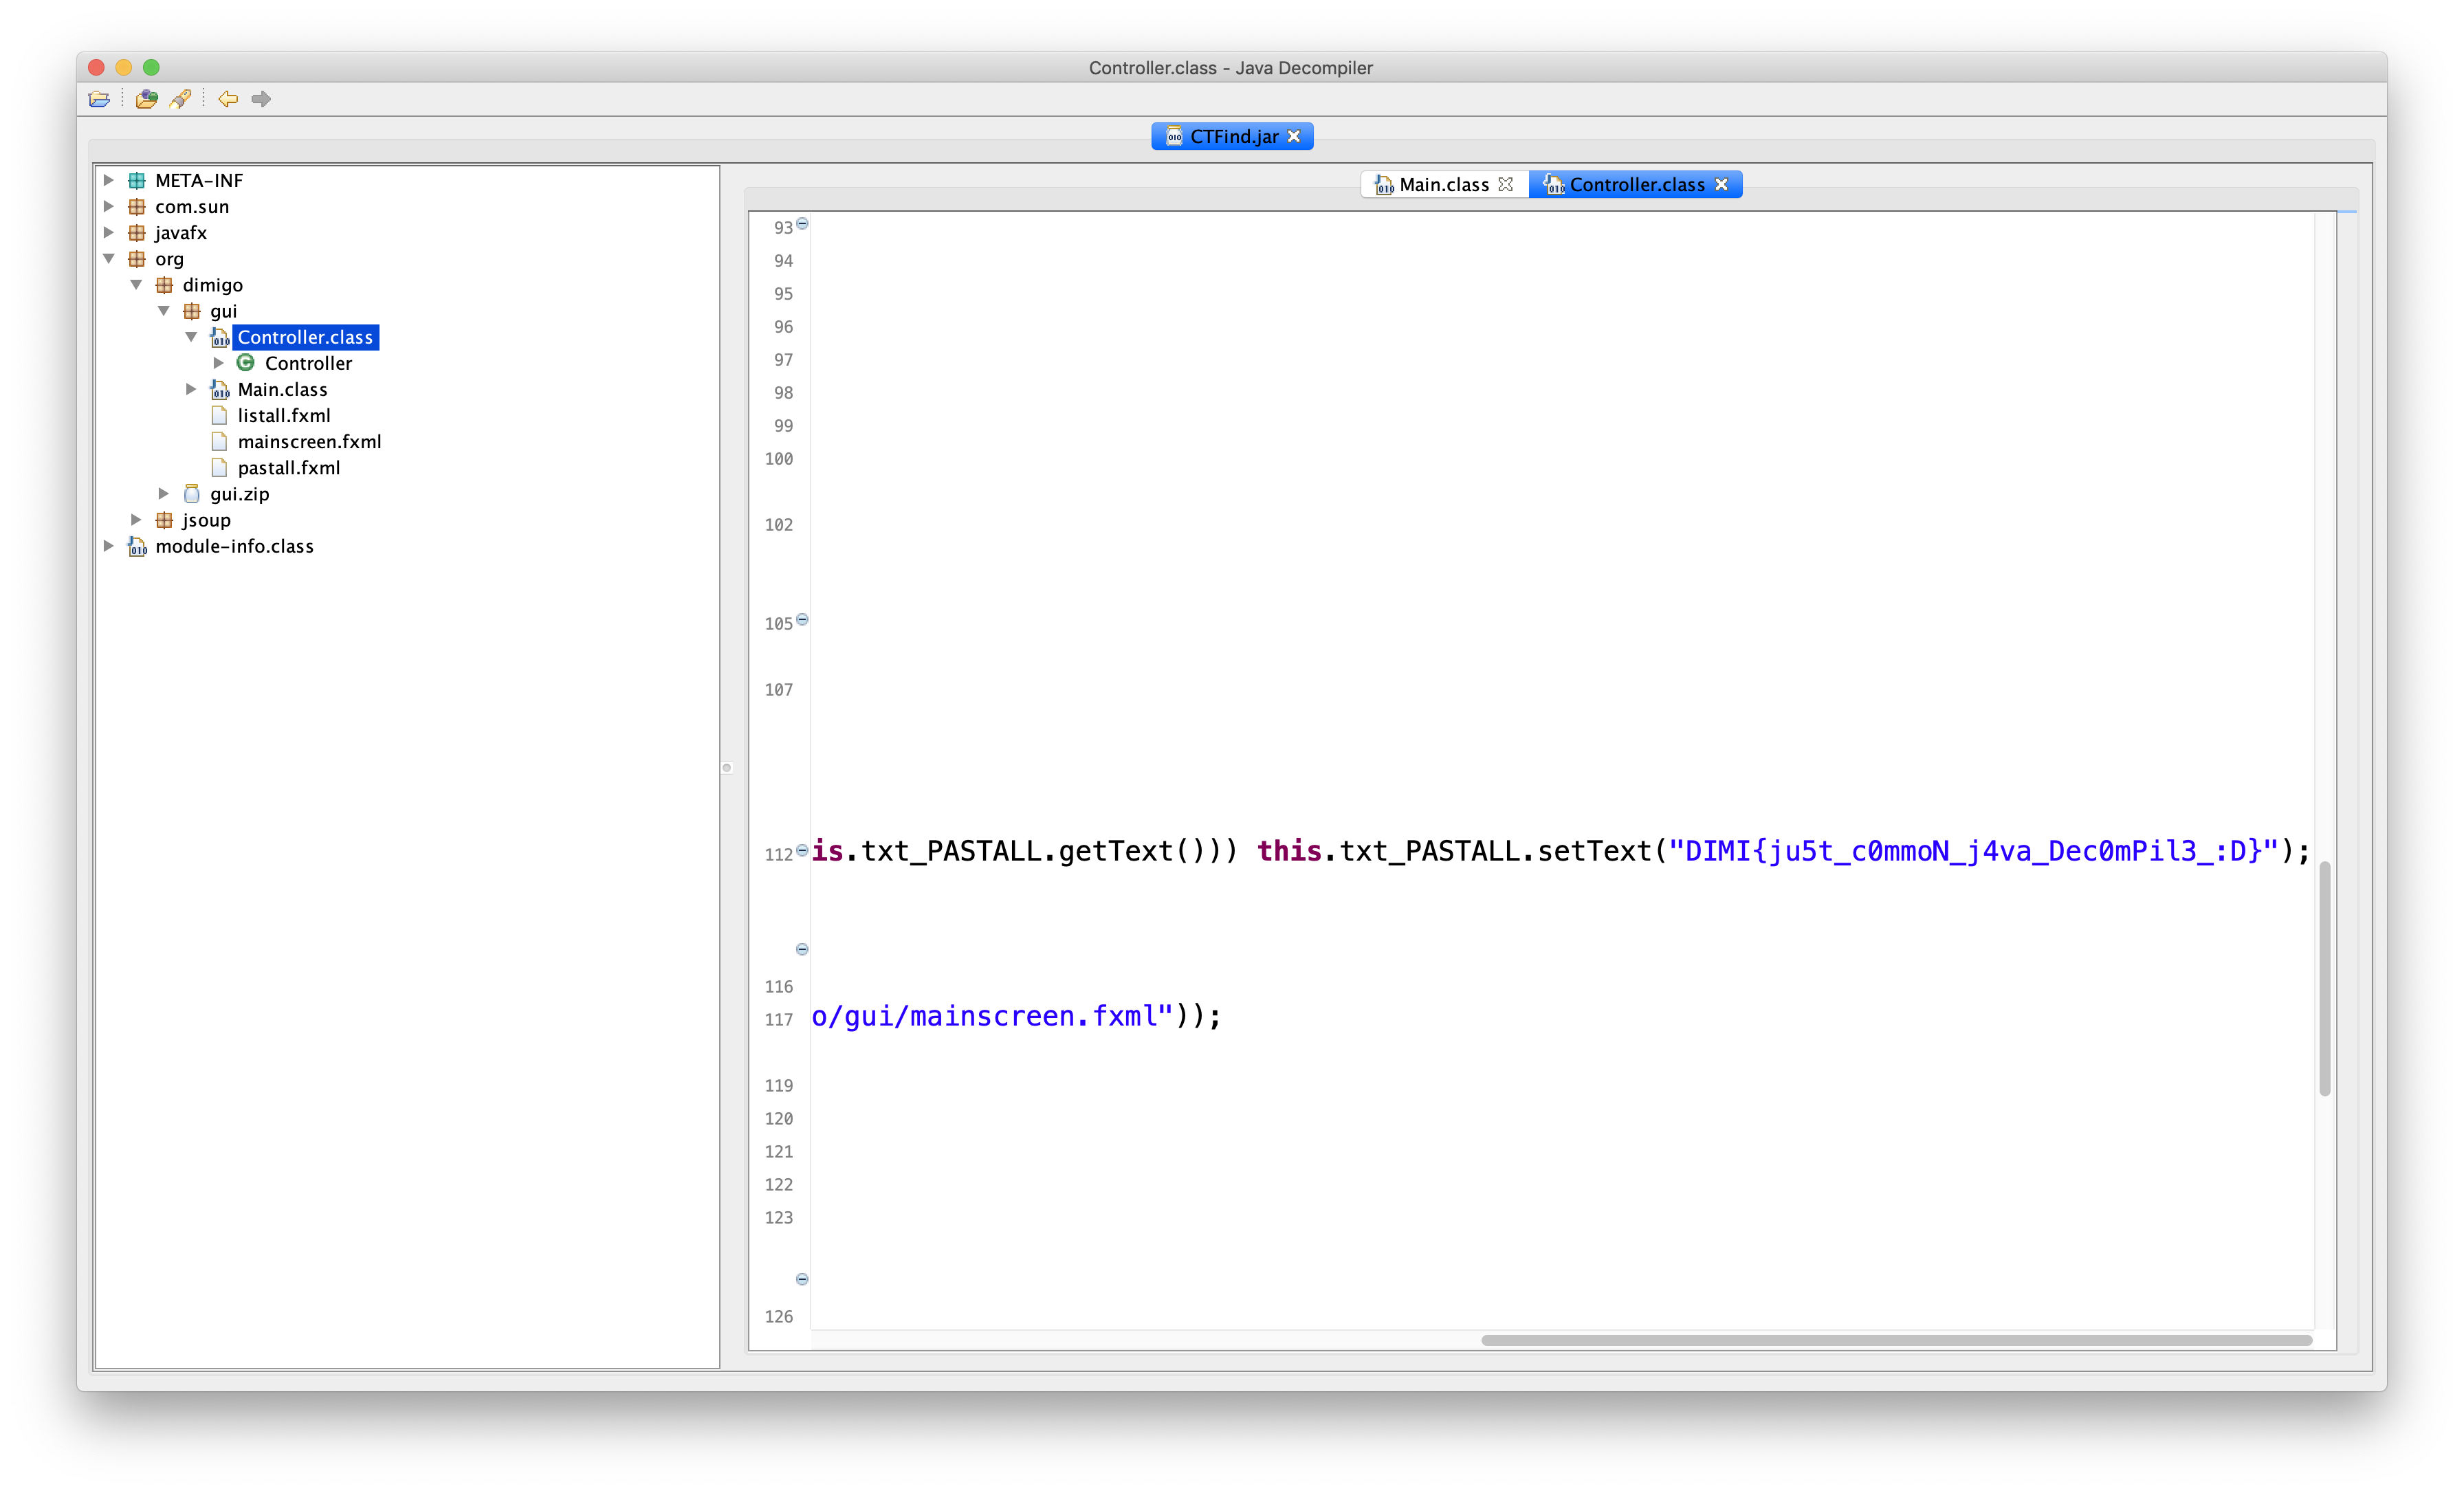 Controller.class - Java Decompiler
CTFind.jar
META-INF
com.sun
javafx
org
dimigo
gui
Controller.class
Controller
Main.class
listall.fxml
mainscreen.fxml
pastall.fxml
gui.zip
jsoup
module-info.class
Main.class
Controller.class
93
94
95
96
97
98
99
100
102
105
107
112 is.txt_PASTALL.getText())) this.txt_PASTALL.setText("DIMI{ju5t_c0mmoN_j4va_Dec0mPil3_:D}");
116
117 o/gui/mainscreen.fxml"));
119
120
121
122
123
126